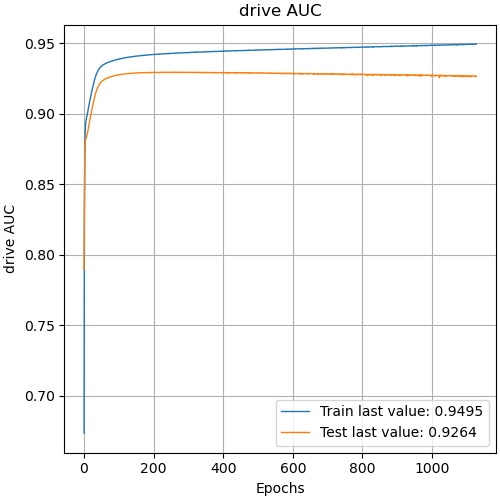 drive AUC
0.95
0.90
0.85
0.80
0.75
0.70
drive AUC
Train last value: 0.9495
Test last value: 0.9264
0 200 400 600 800 1000
Epochs